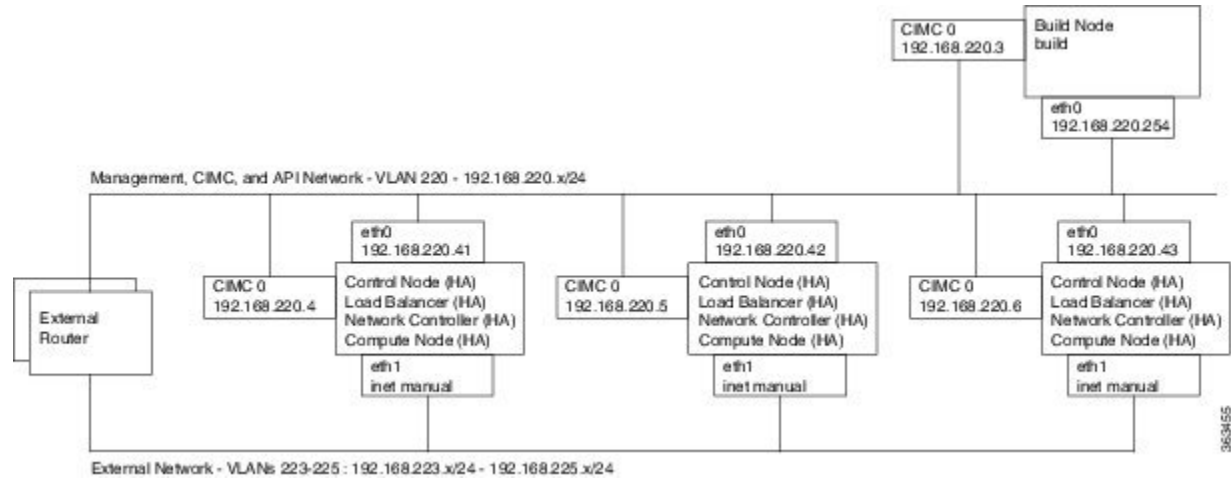 CIMC 0
192.168.220.3
Build Node
build
eth0
192.168.220.254
Management, CIMC, and API Network - VLAN 220 - 192.168.220.x/24
eth0
192.168.220.41
eth0
192.168.220.42
eth0
192.168.220.43
External
Router
CIMC 0
192.168.220.4
Control Node (HA)
Load Balancer (HA)
Network Controller (HA)
Compute Node (HA)
CIMC 0
192.168.220.5
Control Node (HA)
Load Balancer (HA)
Network Controller (HA)
Compute Node (HA)
CIMC 0
192.168.220.6
Control Node (HA)
Load Balancer (HA)
Network Controller (HA)
Compute Node (HA)
eth1
inet manual
eth1
inet manual
eth1
inet manual
External Network - VLANs 223-225 : 192.168.223.x/24 - 192.168.225.x/24
363455